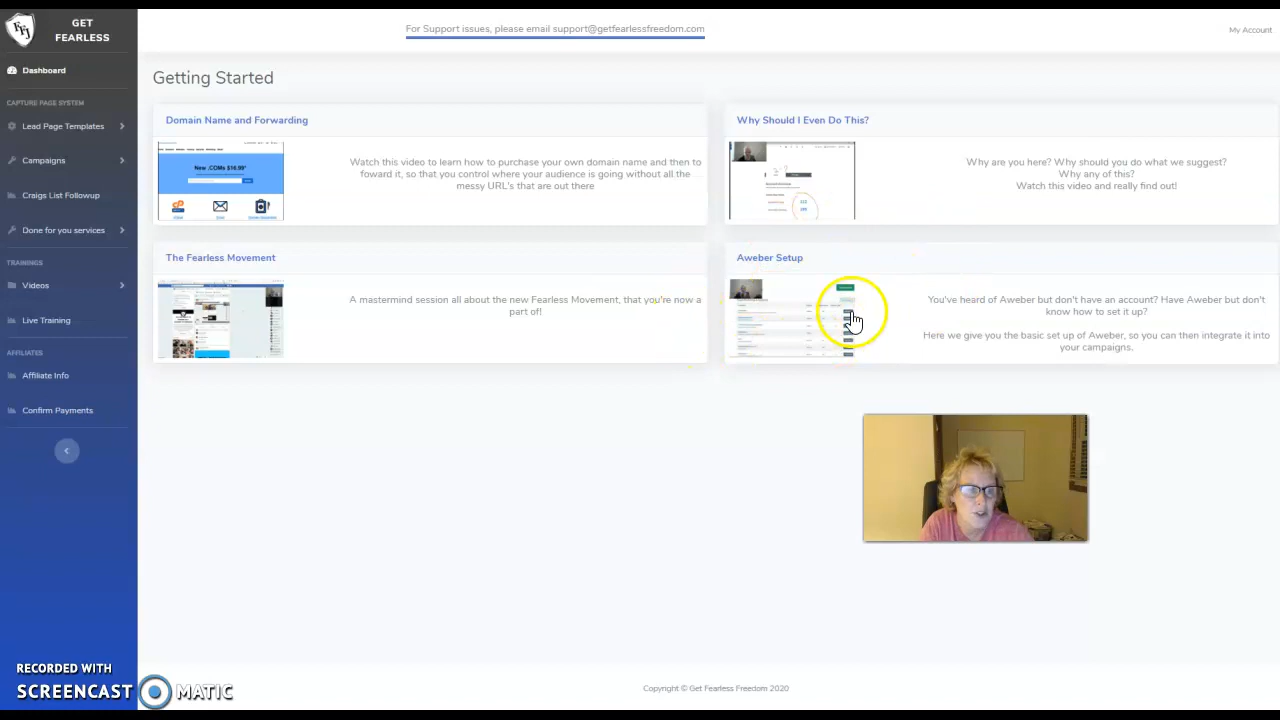 GET
FEARLESS
For Support issues, please email support@getfearlessfreedom.com
My Account
Dashboard
CAPTURE PAGE SYSTEM
Lead Page Templates
Campaigns
Craigs Listernowup
Done for you services
TRAININGS
Videos
Live Training
AFFILIATES
Affiliate Info
Confirm Payments
Getting Started
Domain Name and Forwarding
New .COMs $16.99*
Watch this video to learn how to purchase your own domain name and then to
foward it, so that you control where your audience is going without all the
messy URL's that are out there
Why Should I Even Do This?
Why are you here? Why should you do what we suggest?
Why any of this?
Watch this video and really find out!
The Fearless Movement
A mastermind session all about the new Fearless Movement, that you're now a
part of!
Aweber Setup
You've heard of Aweber but don't have an account? Have Aweber but don't
know how to set it up?
Here we give you the basic set up of Aweber, so you can then integrate it into
your campaigns.
RECORDED WITH
SCREENCAST MATIC
Copyright © Get Fearless Freedom 2020